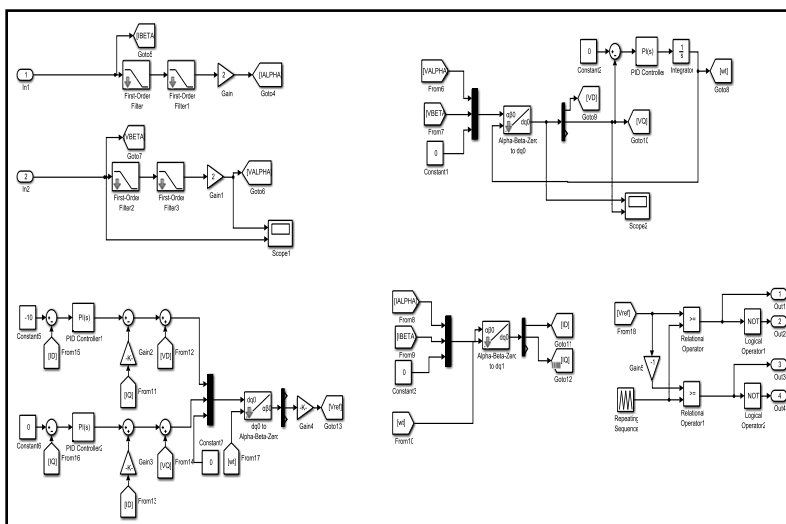 [IBETA
Goto5
1
In1
First-Order
Filter
First-Order
Filter1
2
Gain
[IALPHA
Goto4
VBETA
Goto7
2
In2
First-Order
Filter2
First-Order
Filter3
2
Gain1
[VALPHA
Goto6
Scope1
[VALPHA
From6
[VBETA
From7
0
Constant1
αβ0
dq0
Alpha-Beta-Zero
to dq0
0
Constant2
PI(s)
PID Controller
1
s
Integrator
[wt]
Goto8
[VD]
Goto9
[VQ]
Goto10
Scope2
-10
Constant5
PI(s)
PID Controller1
[ID]
From15
-K-
Gain2
[IQ]
From11
[VD]
From12
0
Constant6
PI(s)
PID Controller2
[IQ]
From16
-K-
Gain3
[ID]
From13
[VQ]
From14
Constant7
0
dq0
αβ0
dq0 to
Alpha-Beta-Zero
[wt]
From17
-K-
Gain4
[Vref]
Goto13
[IALPHA
From8
[IBETA
From9
0
Constant3
[wt]
From10
αβ0
dq0
Alpha-Beta-Zero
to dq1
[ID]
Goto11
[IQ]
Goto12
[Vref]
From18
-1
Gain5
Repeating
Sequence
>=
Relational
Operator
NOT
Logical
Operator1
1
Out1
2
Out2
>=
Relational
Operator1
NOT
Logical
Operator2
3
Out3
4
Out4